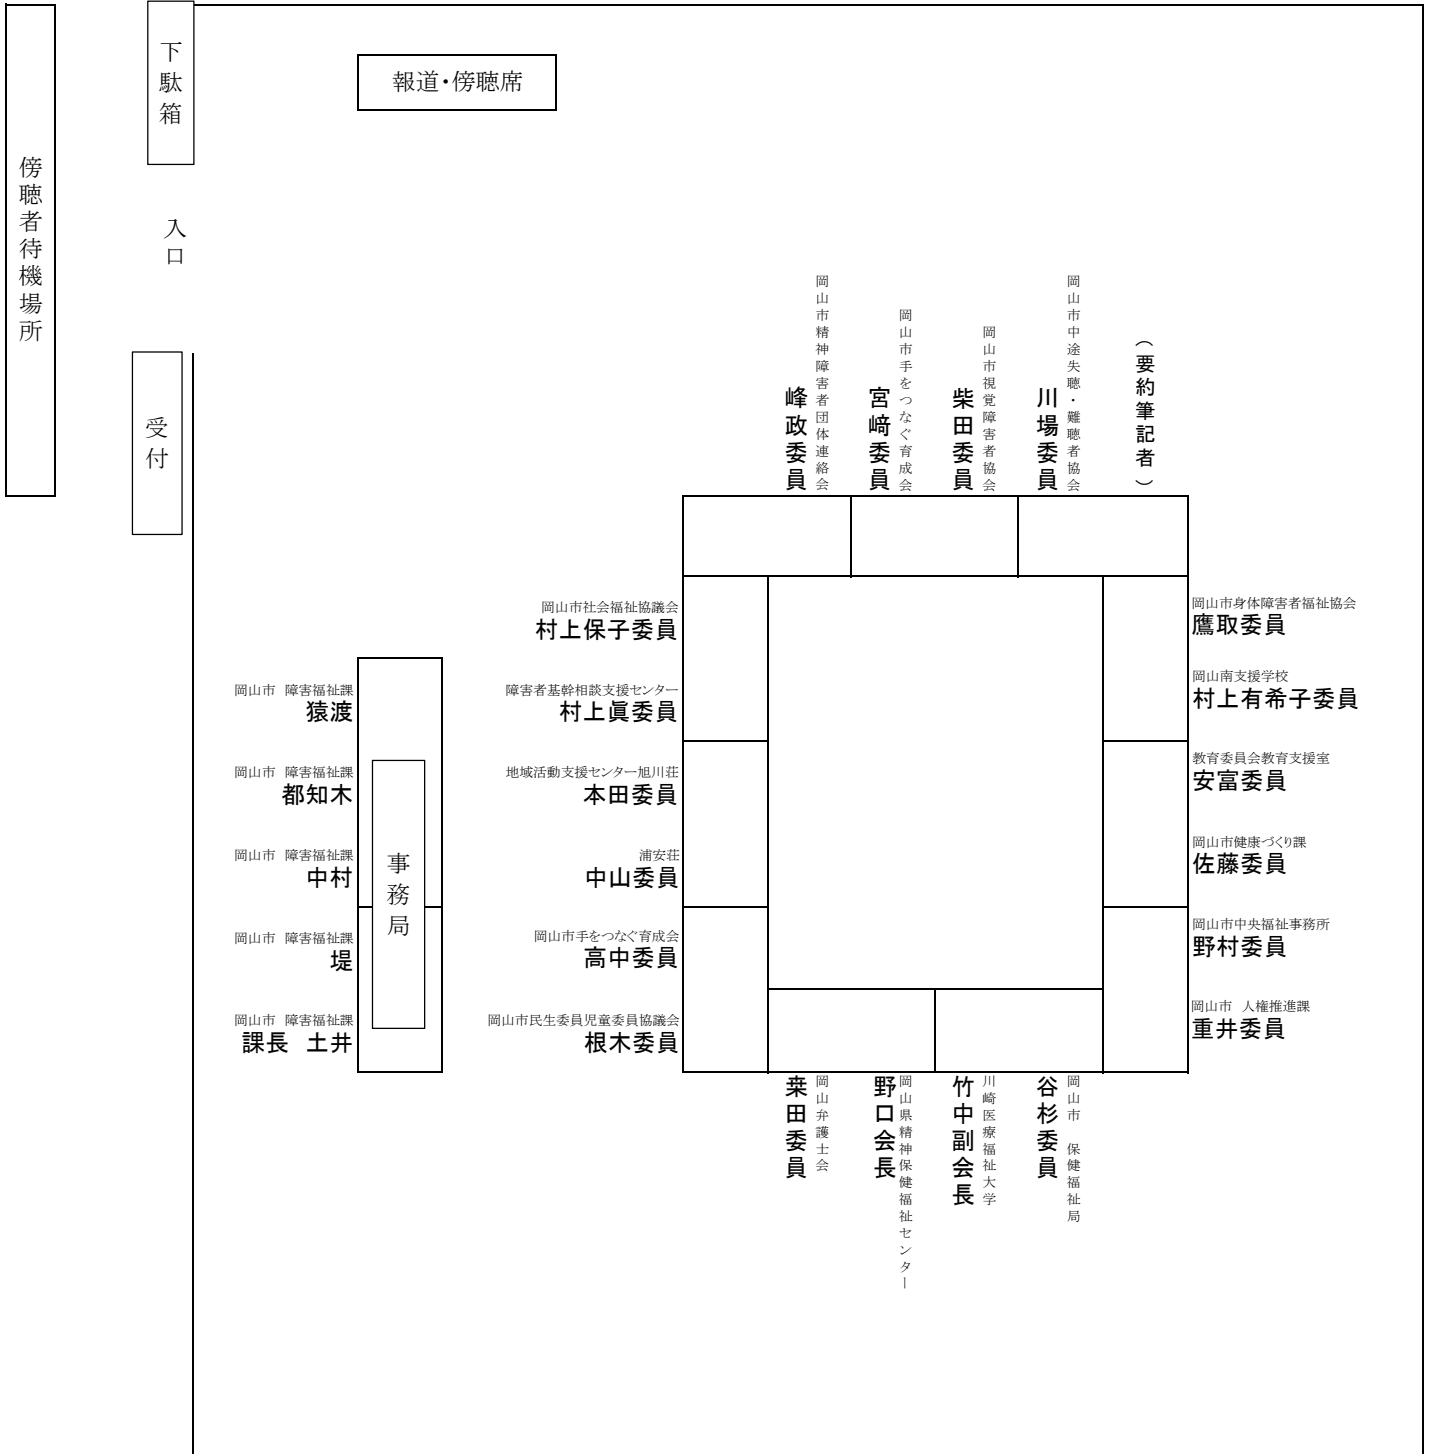 傍聴者待機場所
下駄箱
入口
受付
報道・傍聴席
岡山市精神障害者団体連絡会
峰政委員
岡山市手をつなぐ育成会
宮﨑委員
岡山市視覚障害者協会
柴田委員
岡山市中途失聴・難聴者協会
川場委員
（要約筆記者）
岡山市社会福祉協議会
村上保子委員
障害者基幹相談支援センター
村上眞委員
地域活動支援センター旭川荘
本田委員
浦安荘
中山委員
岡山市手をつなぐ育成会
高中委員
岡山市民生委員児童委員協議会
根木委員
岡山市身体障害者福祉協会
鷹取委員
岡山南支援学校
村上有希子委員
教育委員会教育支援室
安富委員
岡山市健康づくり課
佐藤委員
岡山市中央福祉事務所
野村委員
岡山市　人権推進課
重井委員
岡山市　障害福祉課
猿渡
岡山市　障害福祉課
都知木
岡山市　障害福祉課
中村
岡山市　障害福祉課
堤
岡山市　障害福祉課
課長　土井
事務局
岡山弁護士会
桒田委員
岡山県精神保健福祉センター
野口会長
川崎医療福祉大学
竹中副会長
岡山市　保健福祉局
谷杉委員